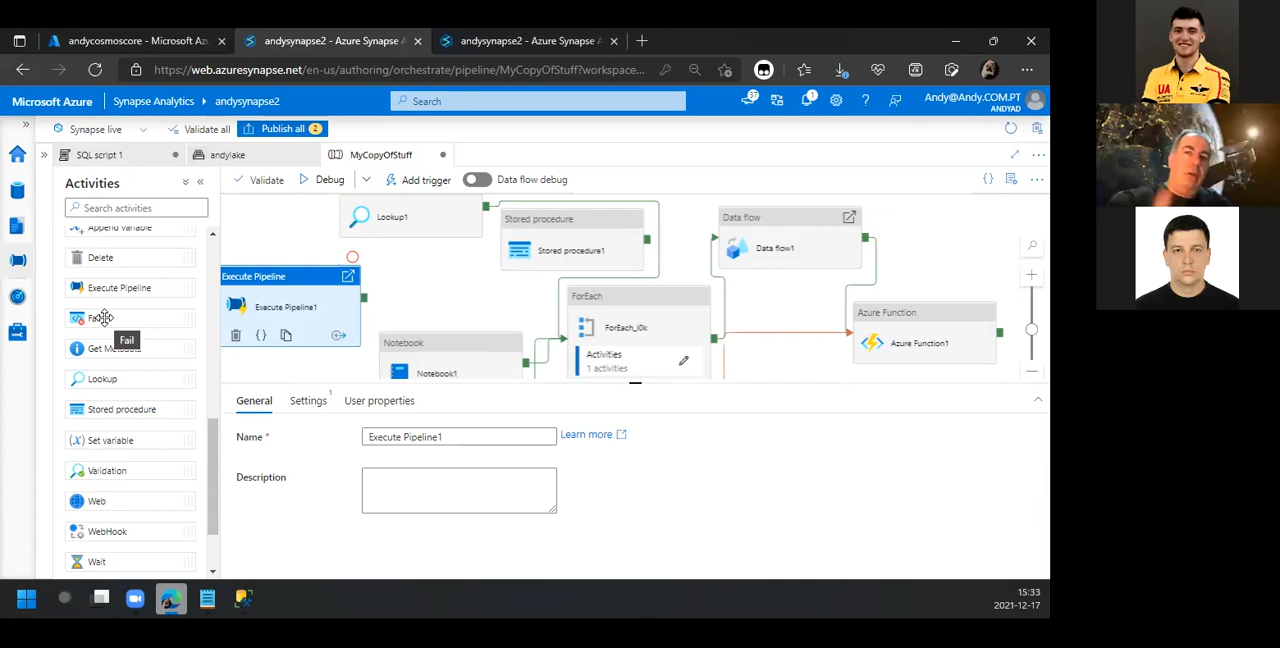 andycosmoscore - Microsoft Az
andysynapse2 - Azure Synapse A
andysynapse2 - Azure Synapse A
https://web.azuresynapse.net/en-us/authoring/orchestrate/pipeline/MyCopyOfStuff?workspace...
Microsoft Azure
Synapse Analytics
andysynapse2
Search
37
1
Andy@Andy.COM.PT
ANDYAD
Synapse live
Validate all
Publish all
2
SQL script 1
andylake
MyCopyOfStuff
Activities
Validate
Debug
Add trigger
Data flow debug
Search activities
Append variable
Delete
Execute Pipeline
Fail
Get Metadata
Lookup
Stored procedure
Set variable
Validation
Web
WebHook
Wait
Lookup1
Stored procedure
Stored procedure1
Data flow
Data flow1
Execute Pipeline
Execute Pipeline1
ForEach
ForEach_i0k
Activities
1 activities
Azure Function
Azure Function1
Notebook
Notebook1
General
Settings
1
User properties
Name *
Execute Pipeline1
Learn more
Description
15:33
2021-12-17
UA